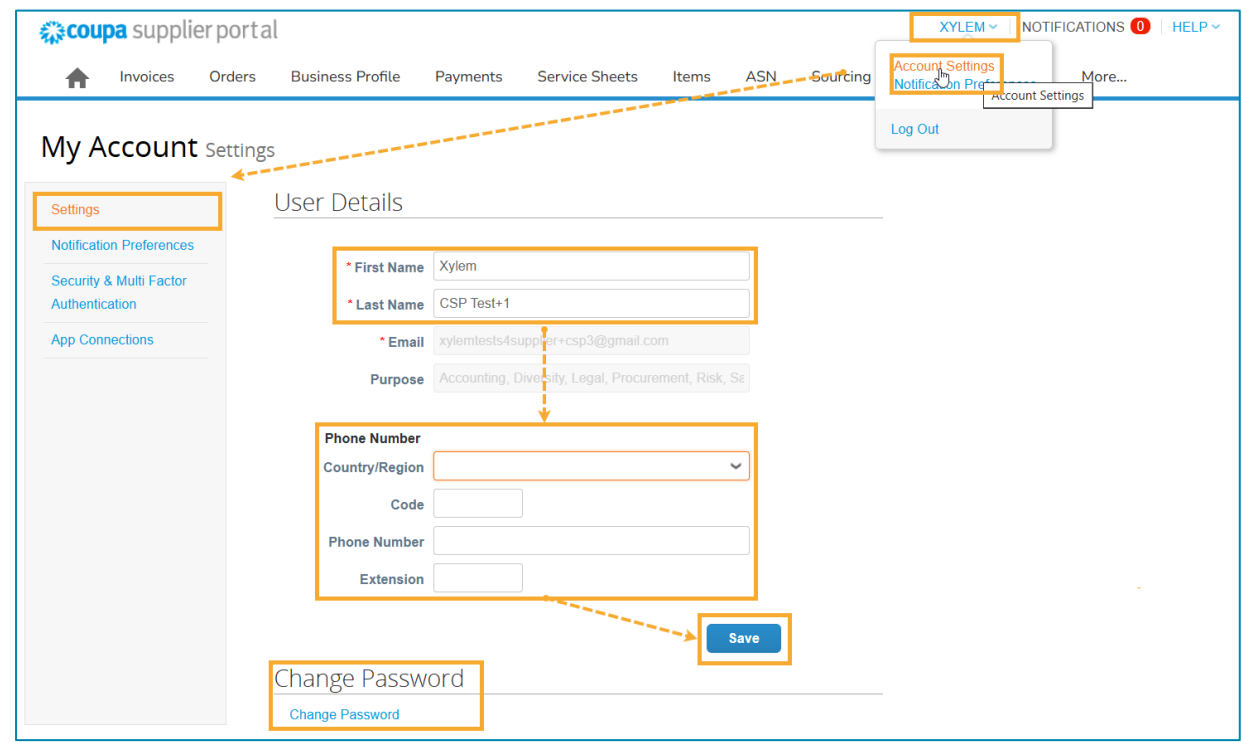 coupa supplier portal
XYLEM
NOTIFICATIONS 0
HELP
Invoices Orders Business Profile Payments Service Sheets Items ASN Sourcing More...
Account Settings
Notification Preferences
Account Settings
Log Out
My Account Settings
Settings
Notification Preferences
Security & Multi Factor
Authentication
App Connections
User Details
* First Name Xylem
* Last Name CSP Test+1
* Email xylemtests4supplier+csp3@gmail.com
Purpose Accounting, Diversity, Legal, Procurement, Risk, Sa
Phone Number
Country/Region
Code
Phone Number
Extension
Save
Change Password
Change Password